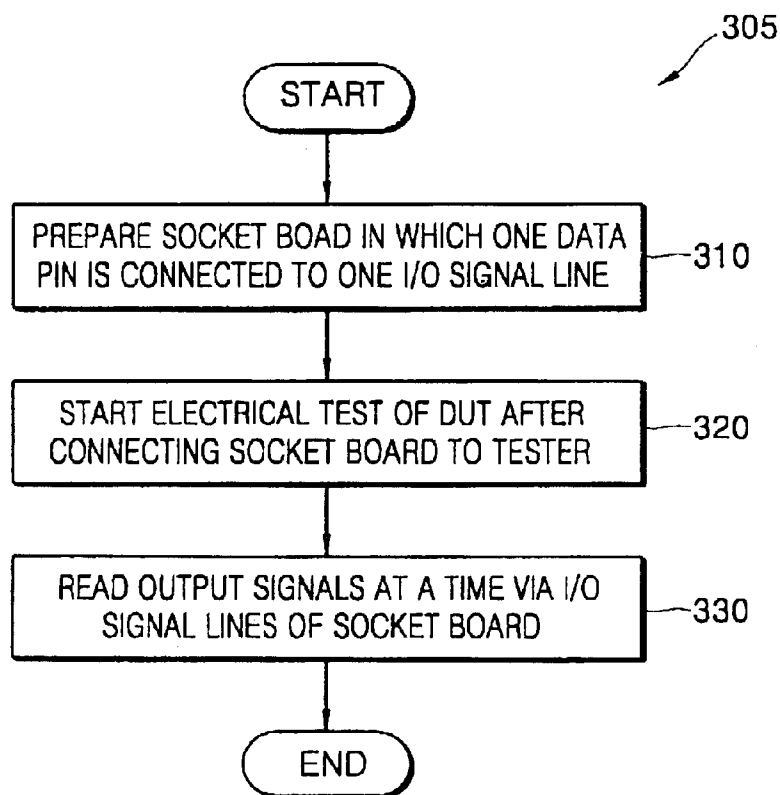 305
START
PREPARE SOCKET BOAD IN WHICH ONE DATA
PIN IS CONNECTED TO ONE I/O SIGNAL LINE
310
START ELECTRICAL TEST OF DUT AFTER
CONNECTING SOCKET BOARD TO TESTER
320
READ OUTPUT SIGNALS AT A TIME VIA I/O
SIGNAL LINES OF SOCKET BOARD
330
END